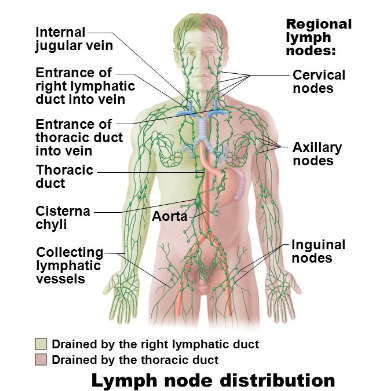 Internal
jugular vein
Entrance of
right lymphatic
duct into vein
Entrance of
thoracic duct
into vein
Thoracic
duct
Cisterna
chyli
Aorta
Collecting
lymphatic
vessels
Regional
lymph
nodes:
Cervical
nodes
Axillary
nodes
Inguinal
nodes
Drained by the right lymphatic duct
Drained by the thoracic duct
Lymph node distribution